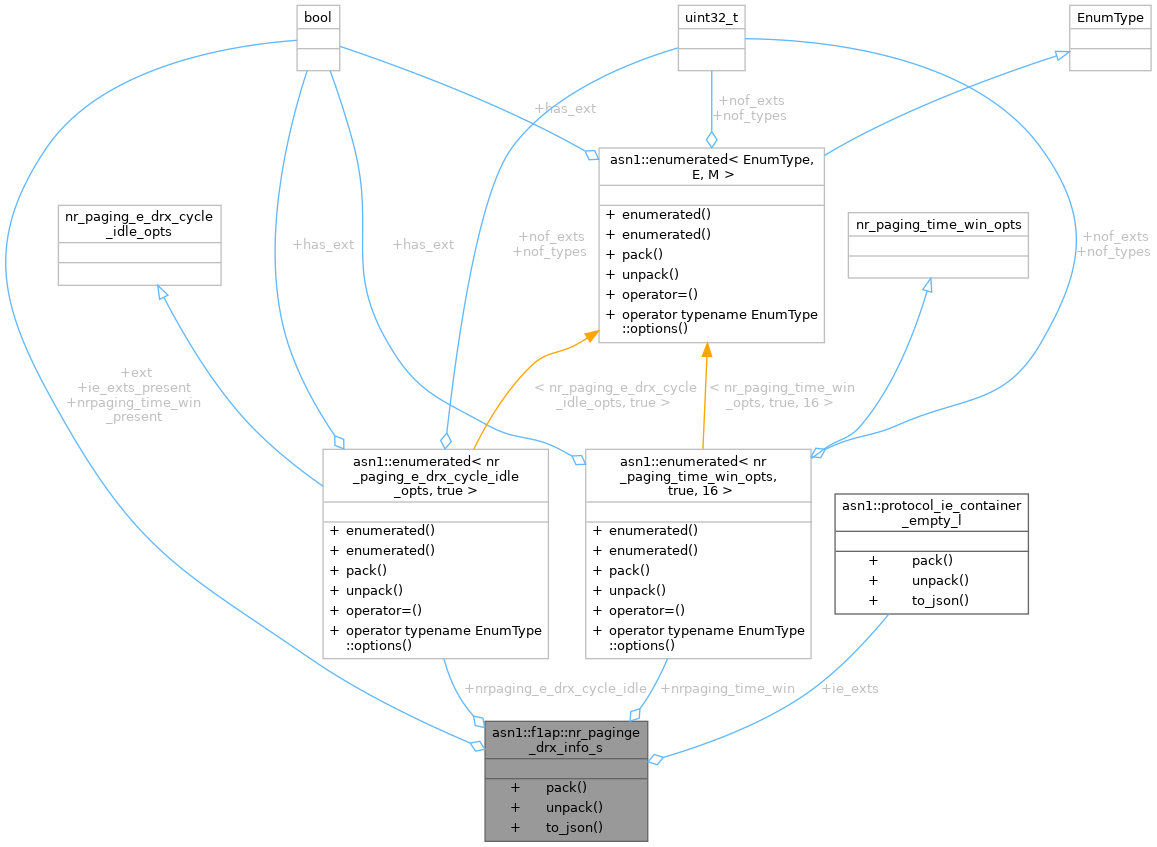 bool
uint32_t
EnumType
+has_ext
+nof_exts
+nof_types
asn1::enumerated< EnumType,
E, M >
+ enumerated()
+ enumerated()
+ pack()
+ unpack()
+ operator=()
+ operator typename EnumType
::options()
nr_paging_e_drx_cycle
_idle_opts
nr_paging_time_win_opts
+has_ext
+has_ext
+nof_exts
+nof_types
+nof_exts
+nof_types
+ext
+ie_exts_present
+nrpaging_time_win
_present
< nr_paging_e_drx_cycle
_idle_opts, true >
< nr_paging_time_win
_opts, true, 16 >
asn1::enumerated< nr
_paging_e_drx_cycle_idle
_opts, true >
+ enumerated()
+ enumerated()
+ pack()
+ unpack()
+ operator=()
+ operator typename EnumType
::options()
asn1::enumerated< nr
_paging_time_win_opts,
true, 16 >
+ enumerated()
+ enumerated()
+ pack()
+ unpack()
+ operator=()
+ operator typename EnumType
::options()
asn1::protocol_ie_container
_empty_l
+ pack()
+ unpack()
+ to_json()
+nrpaging_e_drx_cycle_idle
+nrpaging_time_win
+ie_exts
asn1::f1ap::nr_paginge
_drx_info_s
+ pack()
+ unpack()
+ to_json()